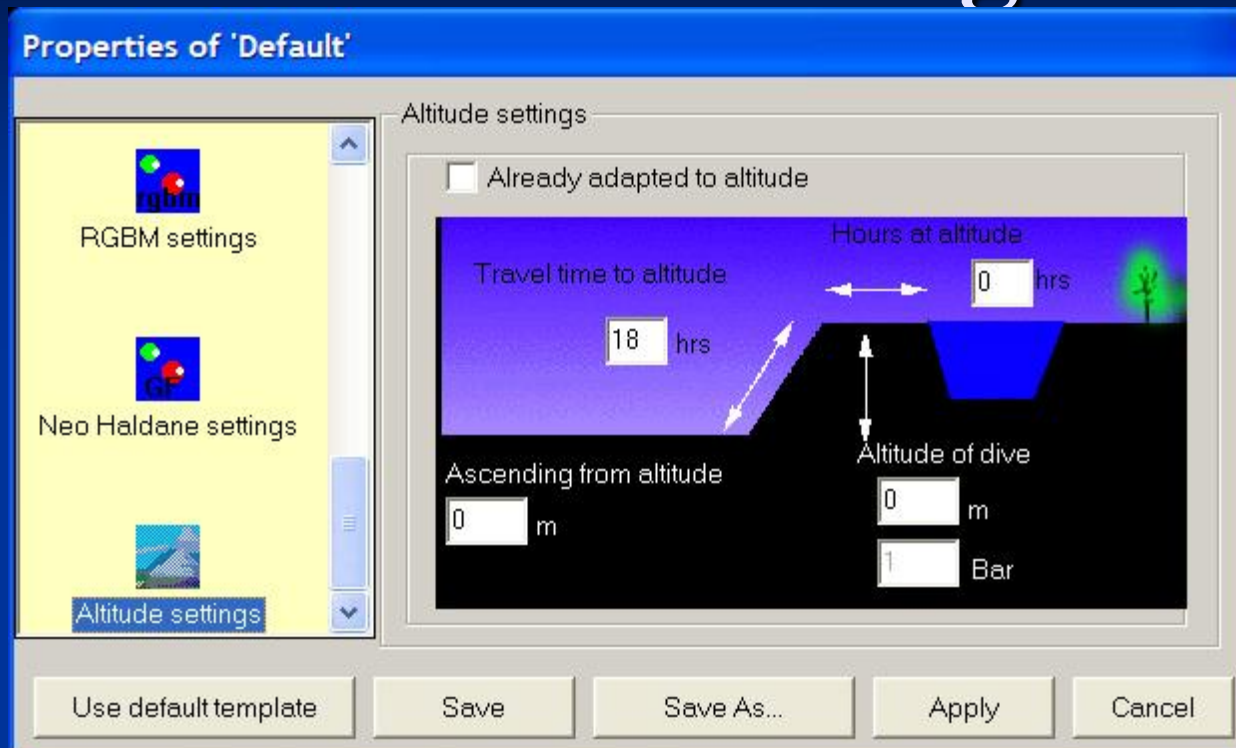 Properties of 'Default'
rgbm
RGBM settings
GF
Neo Haldane settings
Altitude settings
Altitude settings
Already adapted to altitude
Hours at altitude
0 hrs
Travel time to altitude
18 hrs
Ascending from altitude
0 m
Altitude of dive
0 m
1 Bar
Use default template
Save
Save As...
Apply
Cancel